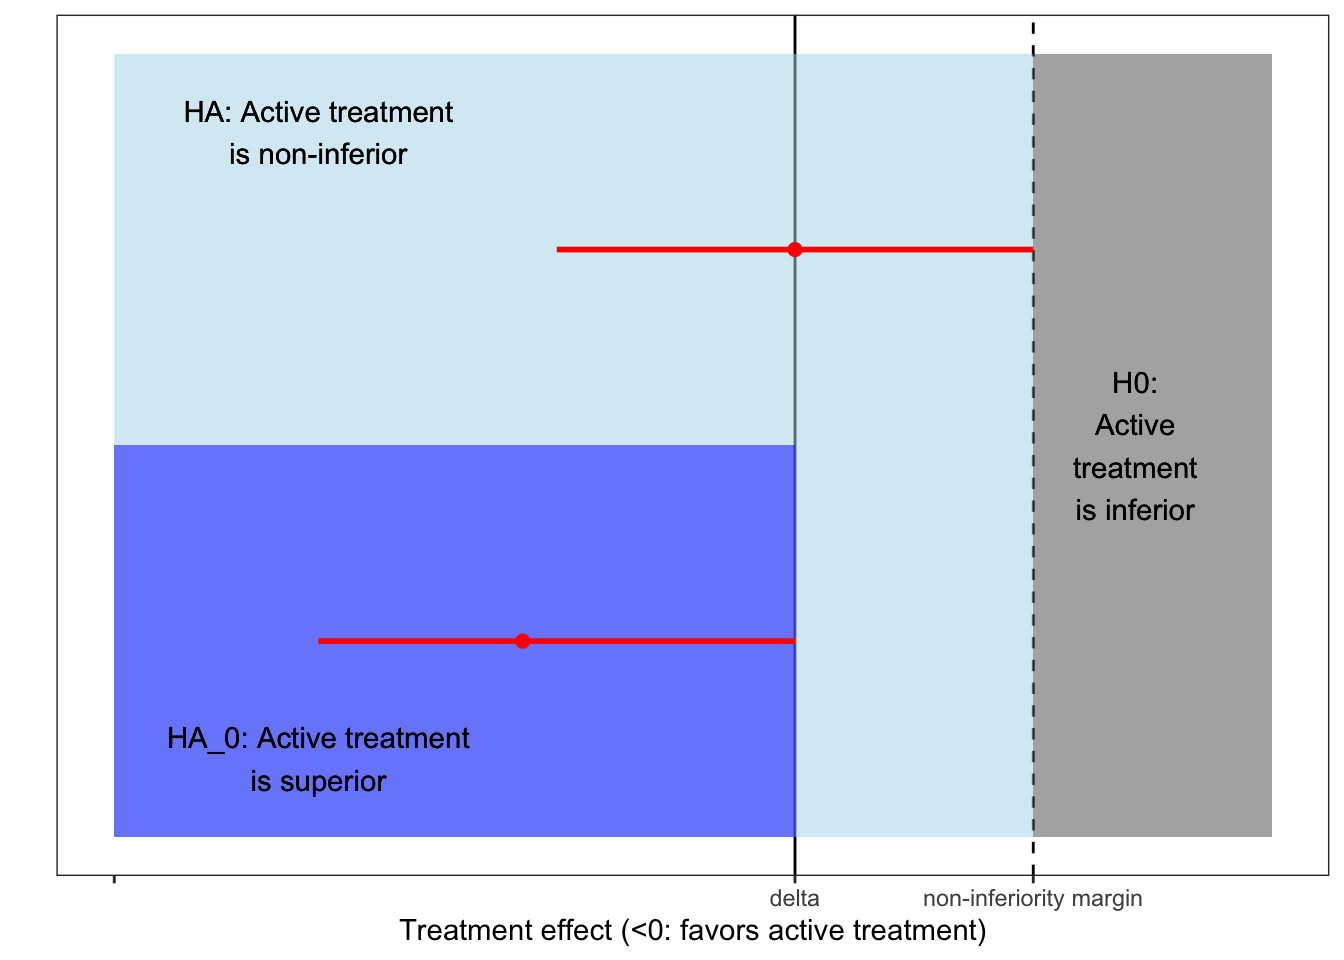 HA: Active treatment
is non-inferior
H0:
Active
treatment
is inferior
HA_0: Active treatment
is superior
delta
non-inferiority margin
Treatment effect (<0: favors active treatment)